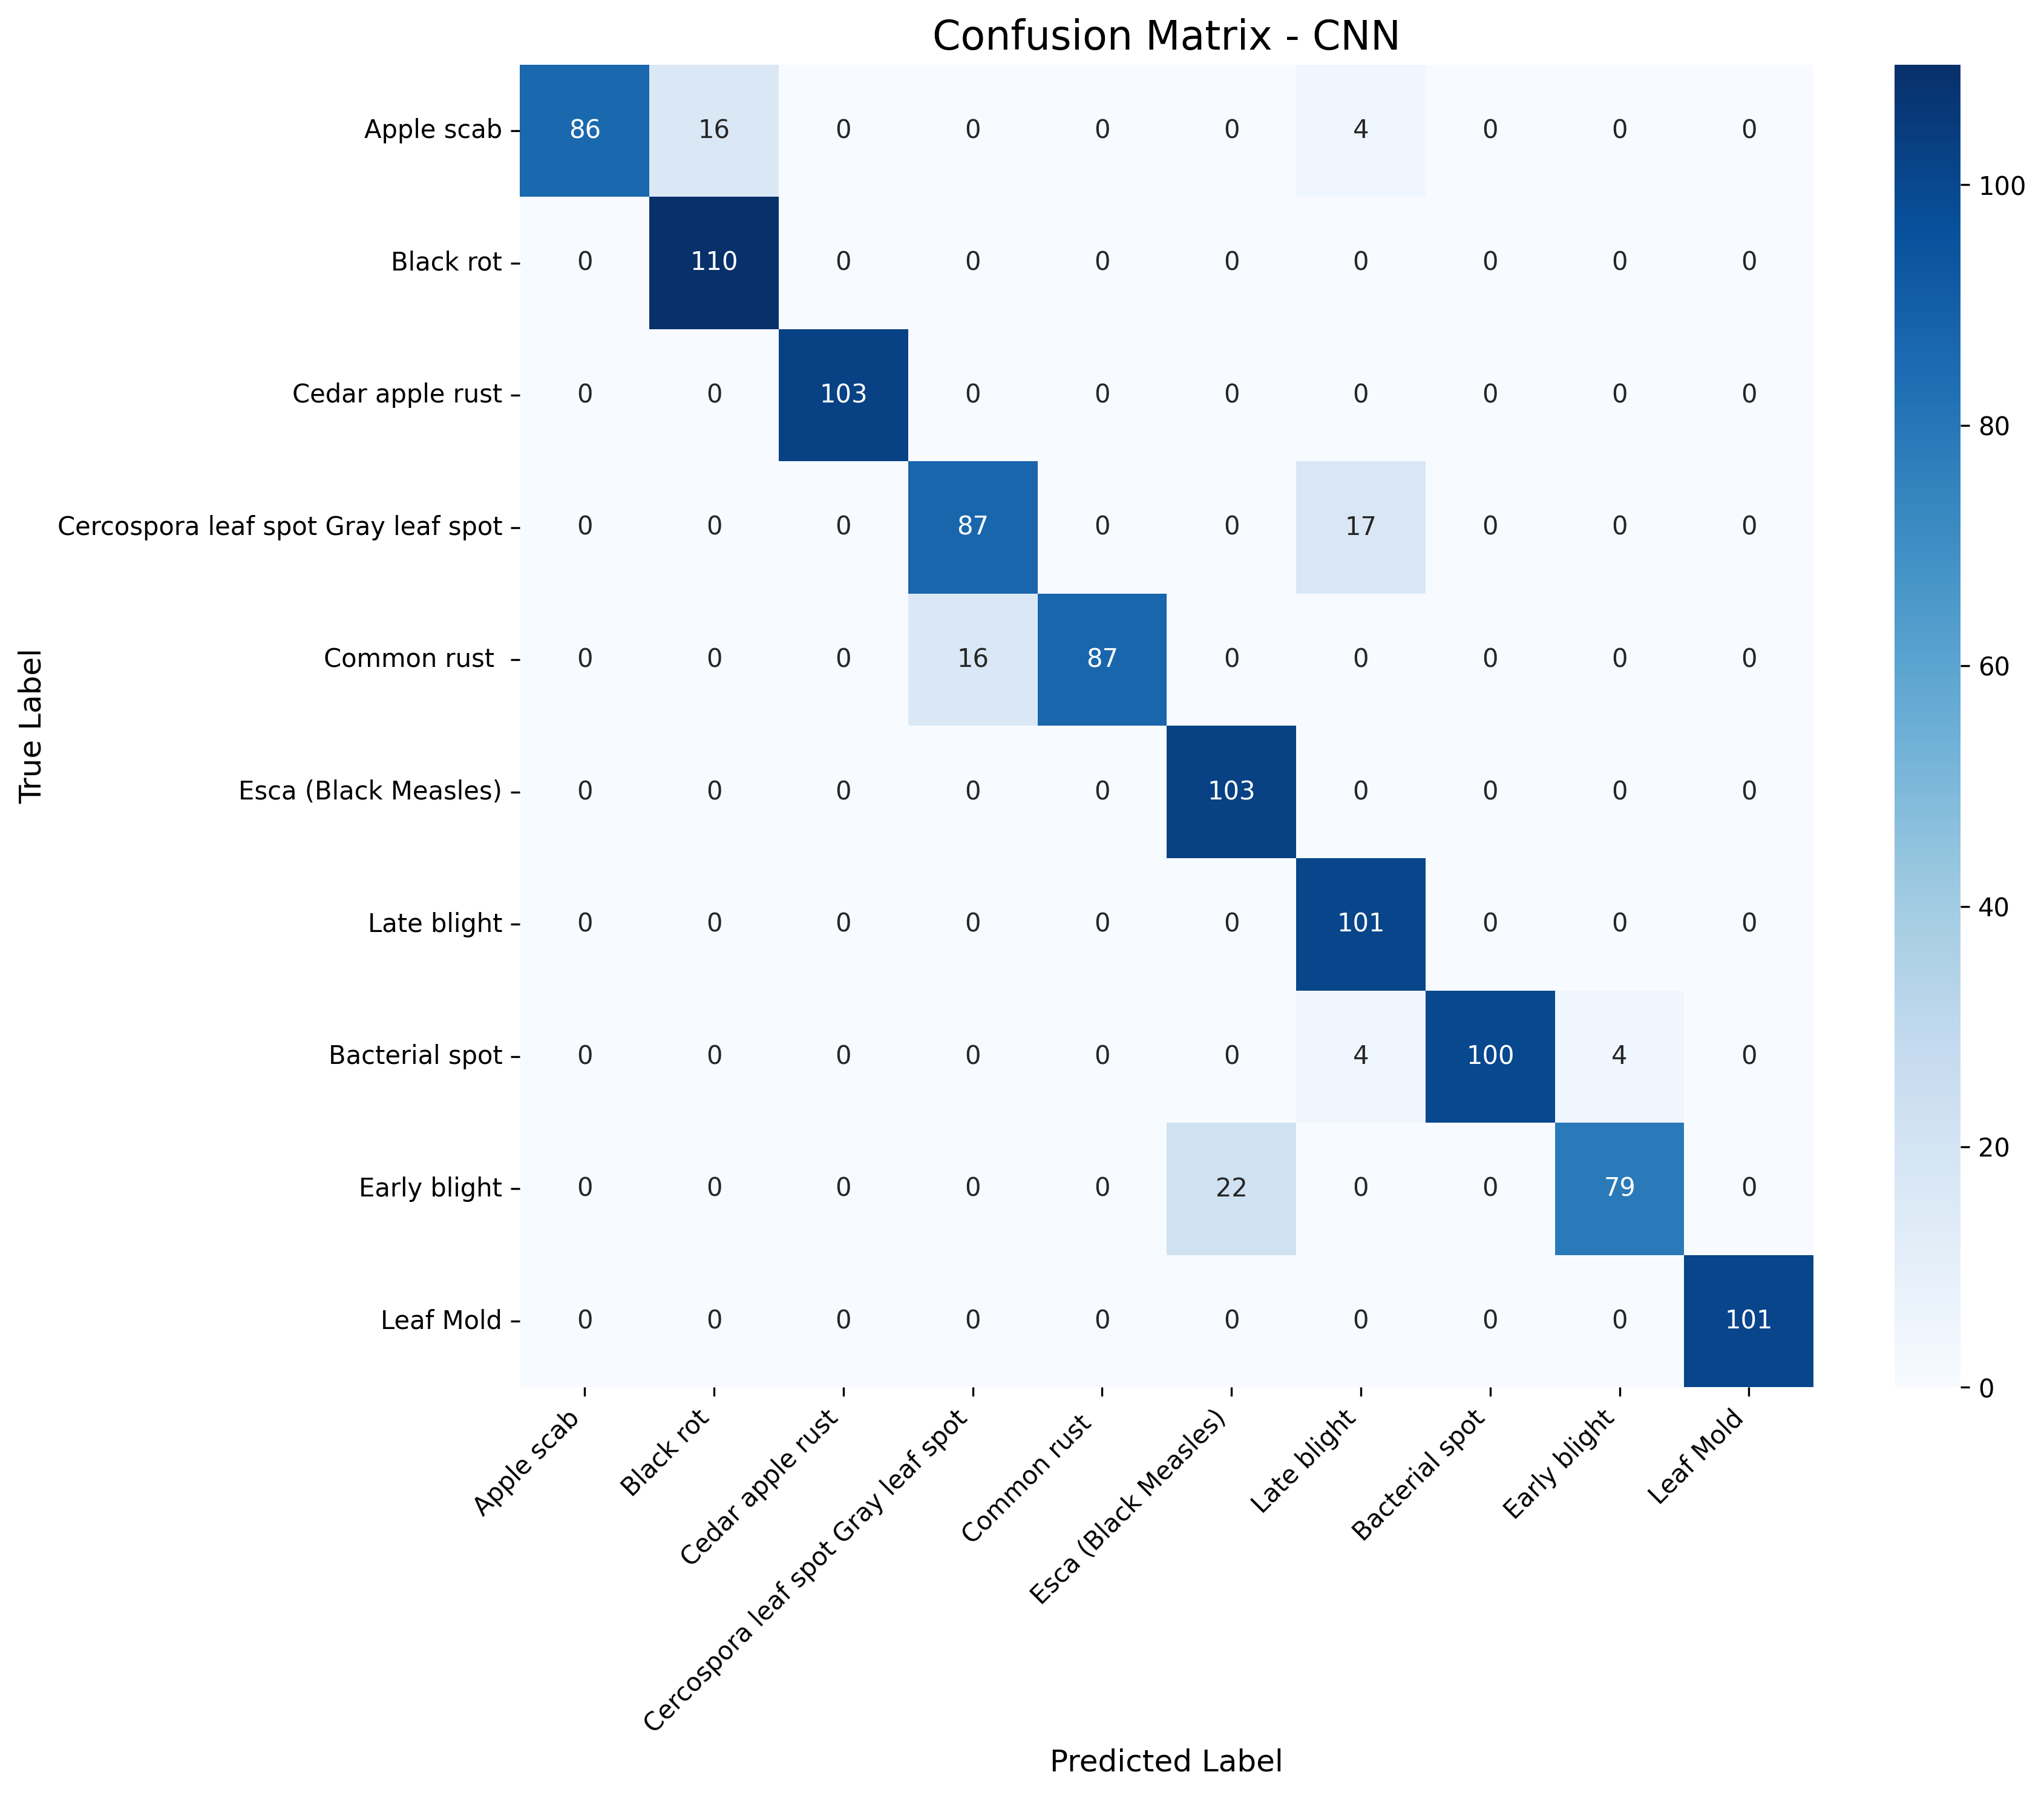 Confusion Matrix - CNN
True Label
Apple scab 86 16 0 0 0 0 4 0 0 0
Black rot 0 110 0 0 0 0 0 0 0 0
Cedar apple rust 0 0 103 0 0 0 0 0 0 0
Cercospora leaf spot Gray leaf spot 0 0 0 87 0 0 17 0 0 0
Common rust 0 0 0 16 87 0 0 0 0 0
Esca (Black Measles) 0 0 0 0 0 103 0 0 0 0
Late blight 0 0 0 0 0 0 101 0 0 0
Bacterial spot 0 0 0 0 0 0 4 100 4 0
Early blight 0 0 0 0 0 22 0 0 79 0
Leaf Mold 0 0 0 0 0 0 0 0 0 101
Apple scab
Black rot
Cedar apple rust
Cercospora leaf spot Gray leaf spot
Common rust
Esca (Black Measles)
Late blight
Bacterial spot
Early blight
Leaf Mold
Predicted Label
100
80
60
40
20
0